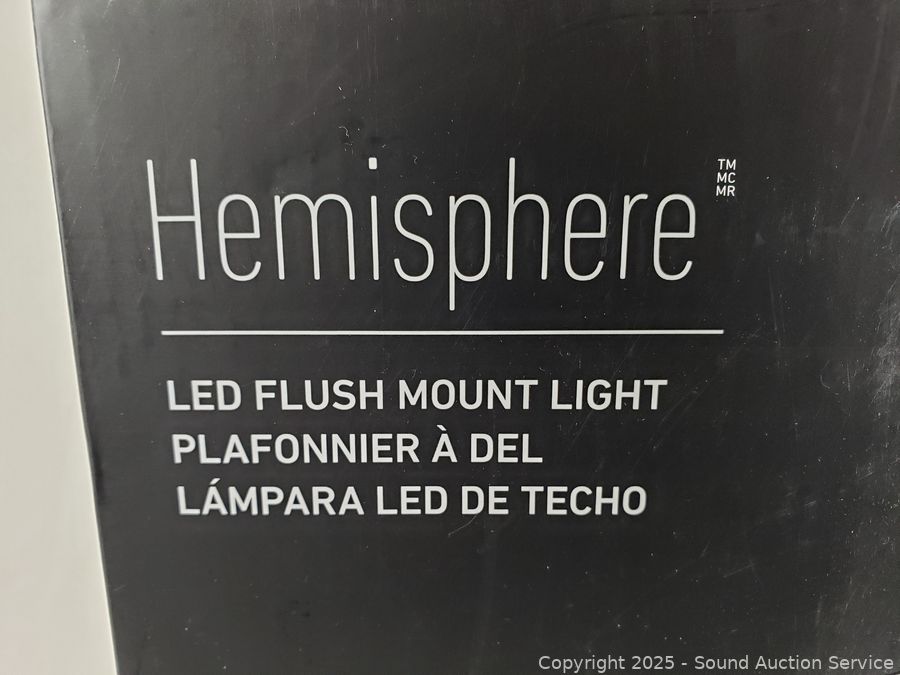 Hemisphere
TM
MC
MR
LED FLUSH MOUNT LIGHT
PLAFONNIER À DEL
LÁMPARA LED DE TECHO
Copyright 2025 - Sound Auction Service